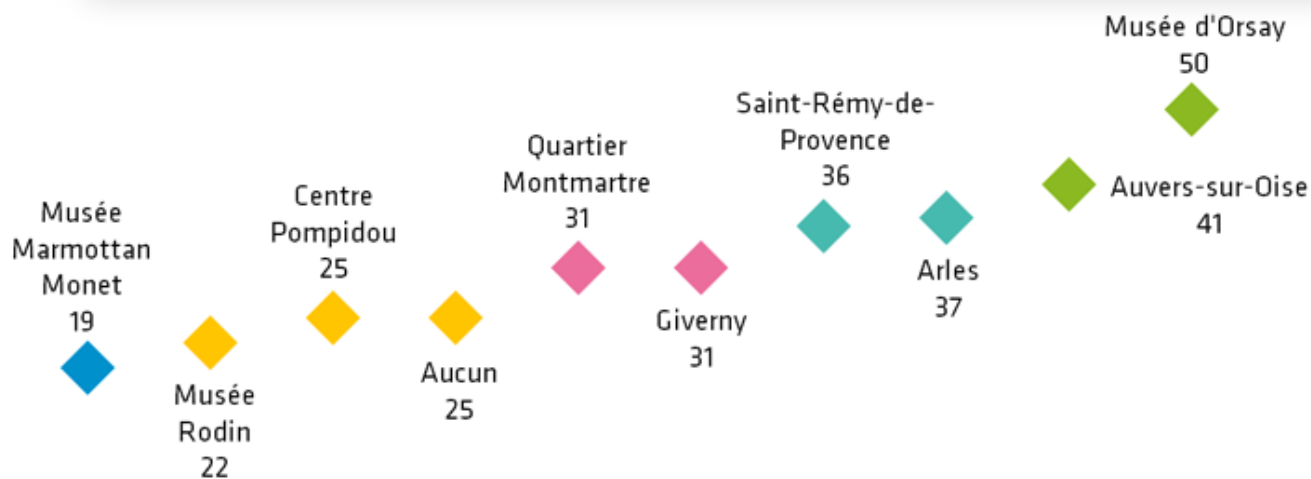 Musée
Marmottan
Monet
19
Musée
Rodin
22
Centre
Pompidou
25
Aucun
25
Quartier
Montmartre
31
Giverny
31
Saint-Rémy-de-
Provence
36
Arles
37
Auvers-sur-Oise
41
Musée d'Orsay
50